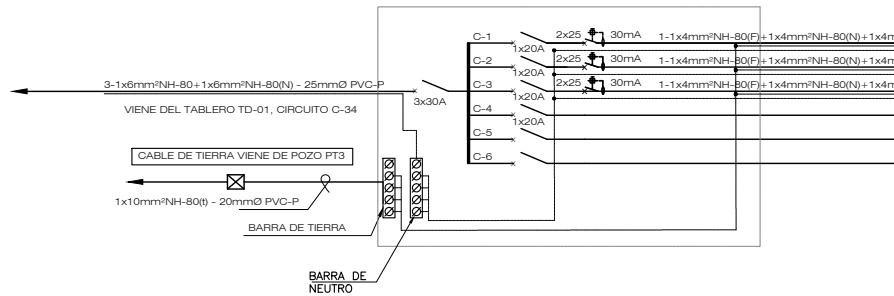 C-1
1x20A
2x25
30mA
1-1x4mm²NH-80(F)+1x4mm²NH-80(N)+1x4m
C-2
1x20A
2x25
30mA
1-1x4mm²NH-80(F)+1x4mm²NH-80(N)+1x4m
C-3
1x20A
2x25
30mA
1-1x4mm²NH-80(F)+1x4mm²NH-80(N)+1x4m
3-1x6mm²NH-80+1x6mm²NH-80(N) - 25mmØ PVC-P
3x30A
VIENE DEL TABLERO TD-01, CIRCUITO C-34
C-4
1x20A
C-5
C-6
CABLE DE TIERRA VIENE DE POZO PT3
1x10mm²NH-80(t) - 20mmØ PVC-P
BARRA DE TIERRA
BARRA DE
NEUTRO